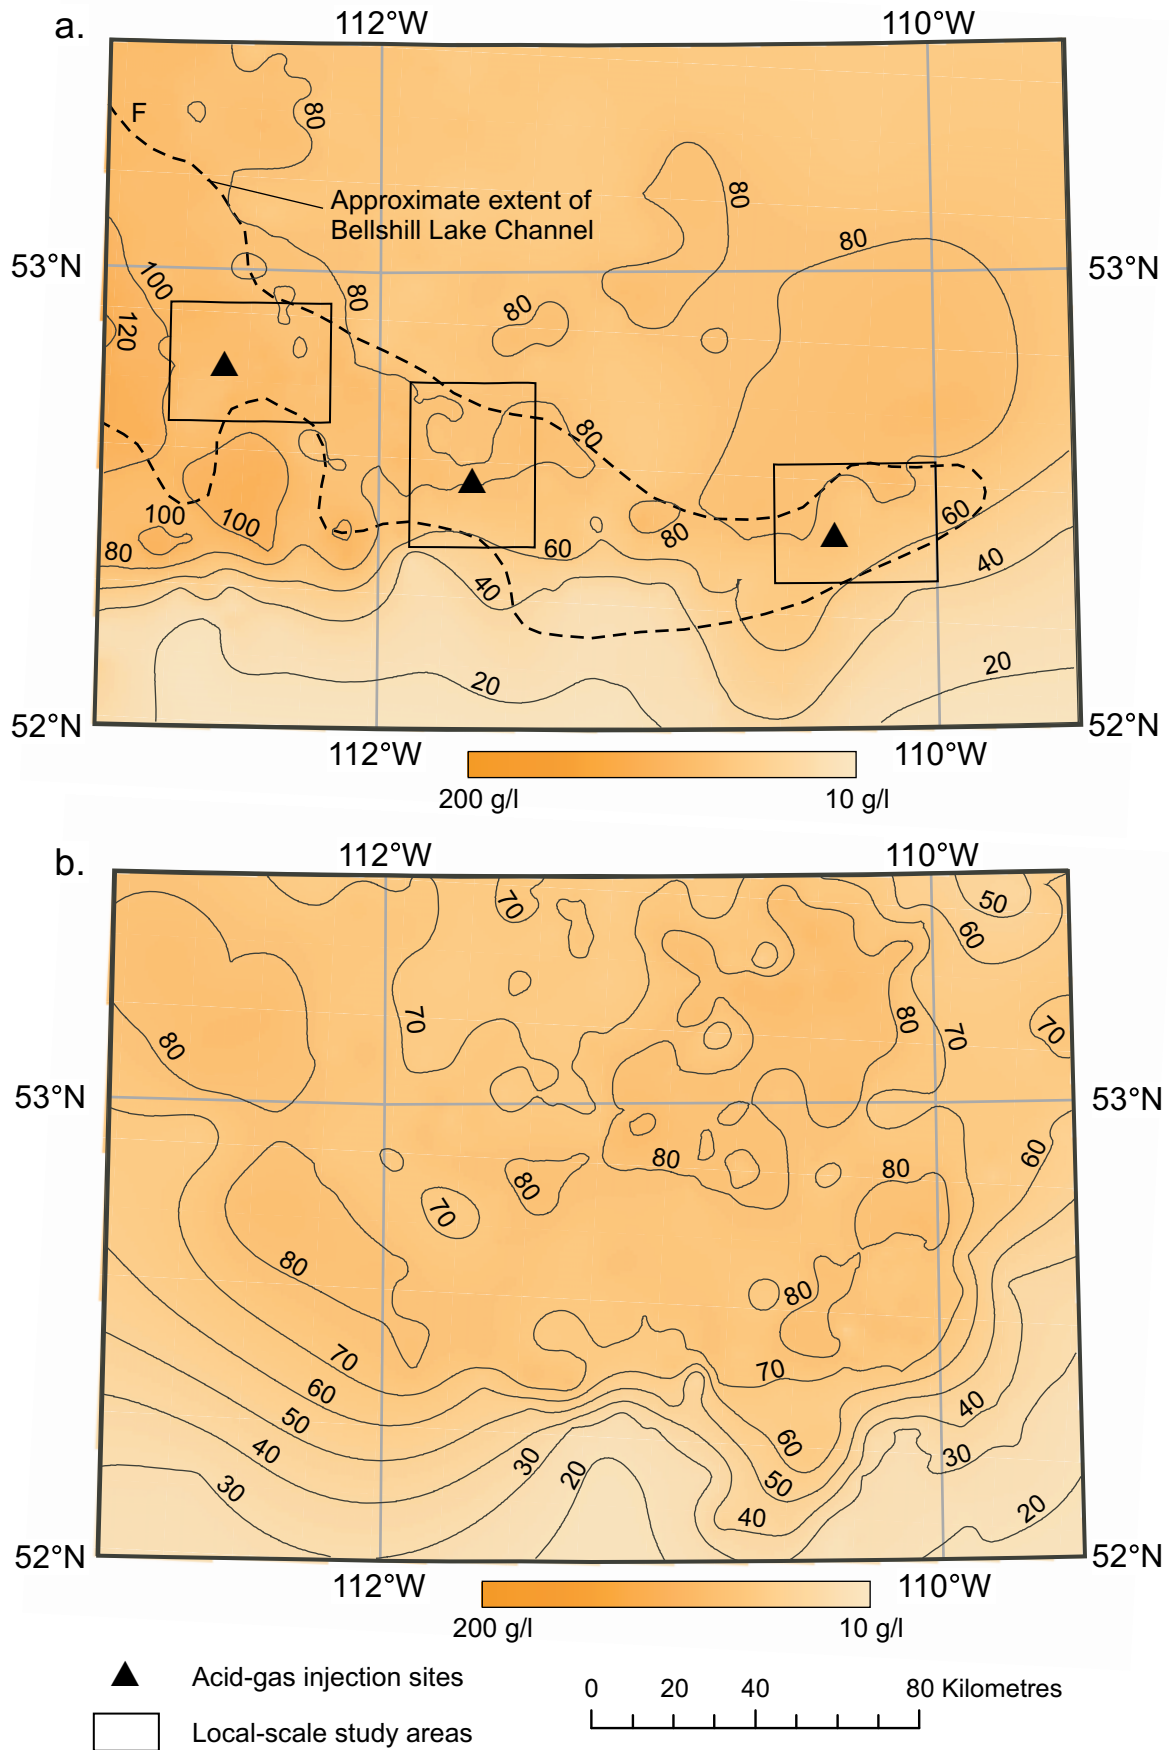 a.
112°W 110°W
F
80
Approximate extent of
Bellshill Lake Channel
80
80
53°N 53°N
100
80
80
120
80
100
100
80
60
80
60
40
40
20
20
52°N 52°N
112°W 110°W
200 g/l 10 g/l
b.
112°W 110°W
70
50
60
80
70
80
70
70
53°N 53°N
80
60
80
80
70
80
80
70
70
60
50
40
30
60
50
40
40
30
30
20
20
52°N 52°N
112°W 110°W
200 g/l 10 g/l
Acid-gas injection sites
0 20 40 80 Kilometres
Local-scale study areas